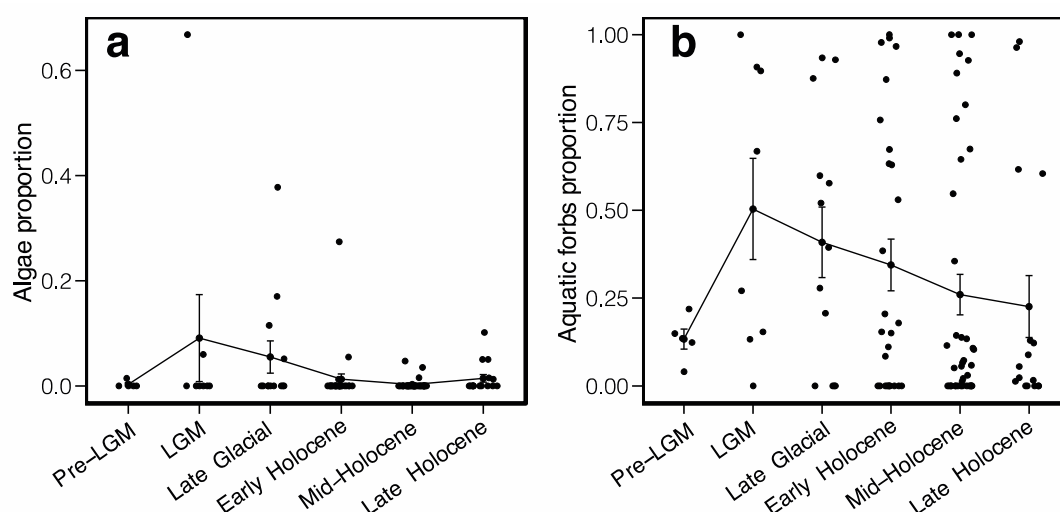 a
Algae proportion
0.6
0.4
0.2
0.0
Pre–LGM
LGM
Late Glacial
Early Holocene
Mid–Holocene
Late Holocene
b
Aquatic forbs proportion
1.00
0.75
0.50
0.25
0.00
Pre–LGM
LGM
Late Glacial
Early Holocene
Mid–Holocene
Late Holocene